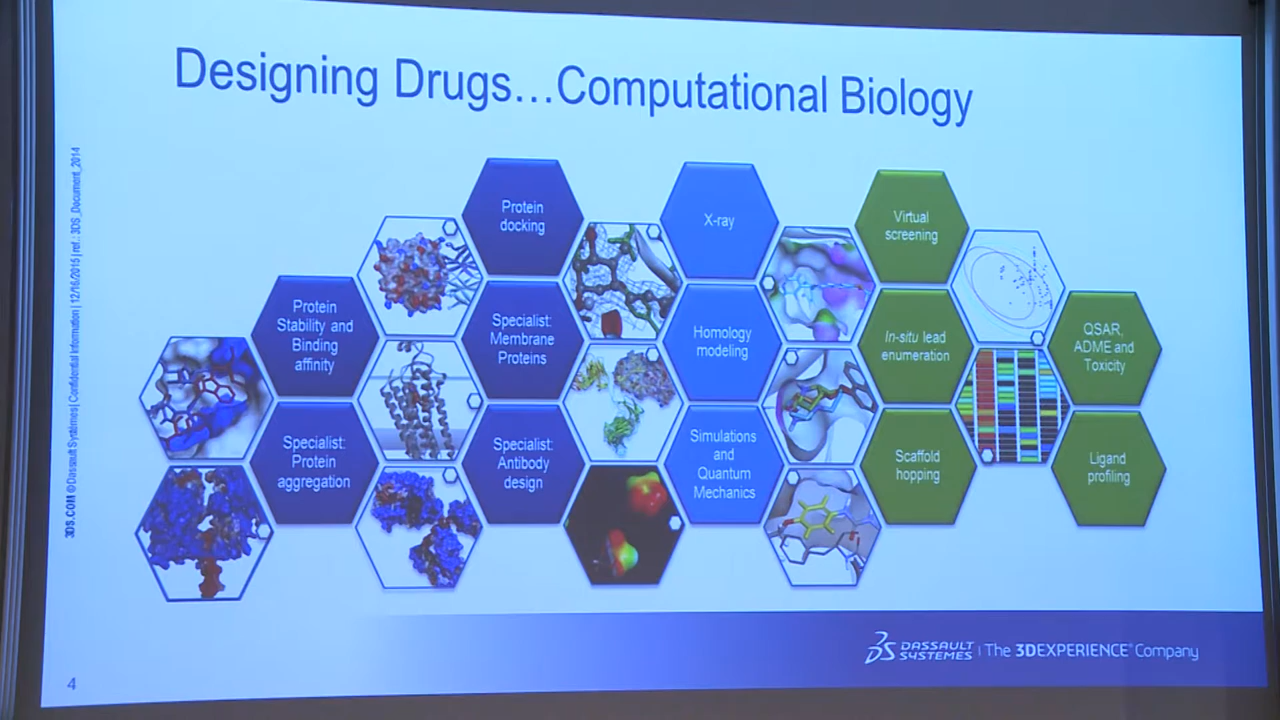 Designing Drugs...Computational Biology
3DS.COM © Dassault Systèmes | Confidential Information | 12/16/2015 | ref.: 3DS_Document_2014
Protein
docking
X-ray
Virtual
screening
Protein
Stability and
Binding
affinity
Specialist:
Membrane
Proteins
Homology
modeling
In-situ lead
enumeration
QSAR,
ADME and
Toxicity
Specialist:
Protein
aggregation
Specialist:
Antibody
design
Simulations
and
Quantum
Mechanics
Scaffold
hopping
Ligand
profiling
3DS DASSAULT SYSTEMES | The 3DEXPERIENCE® Company
4